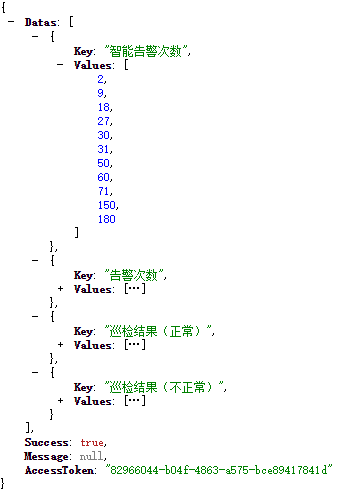 {
− Datas: [
− {
Key: "智能告警次数",
− Values: [
2,
9,
18,
27,
30,
31,
50,
60,
71,
150,
180
]
},
− {
Key: "告警次数",
+ Values: […]
},
− {
Key: "巡检结果（正常）",
+ Values: […]
},
− {
Key: "巡检结果（不正常）",
+ Values: […]
}
],
Success: true,
Message: null,
AccessToken: "82966044-b04f-4863-a575-bce89417841d"
}